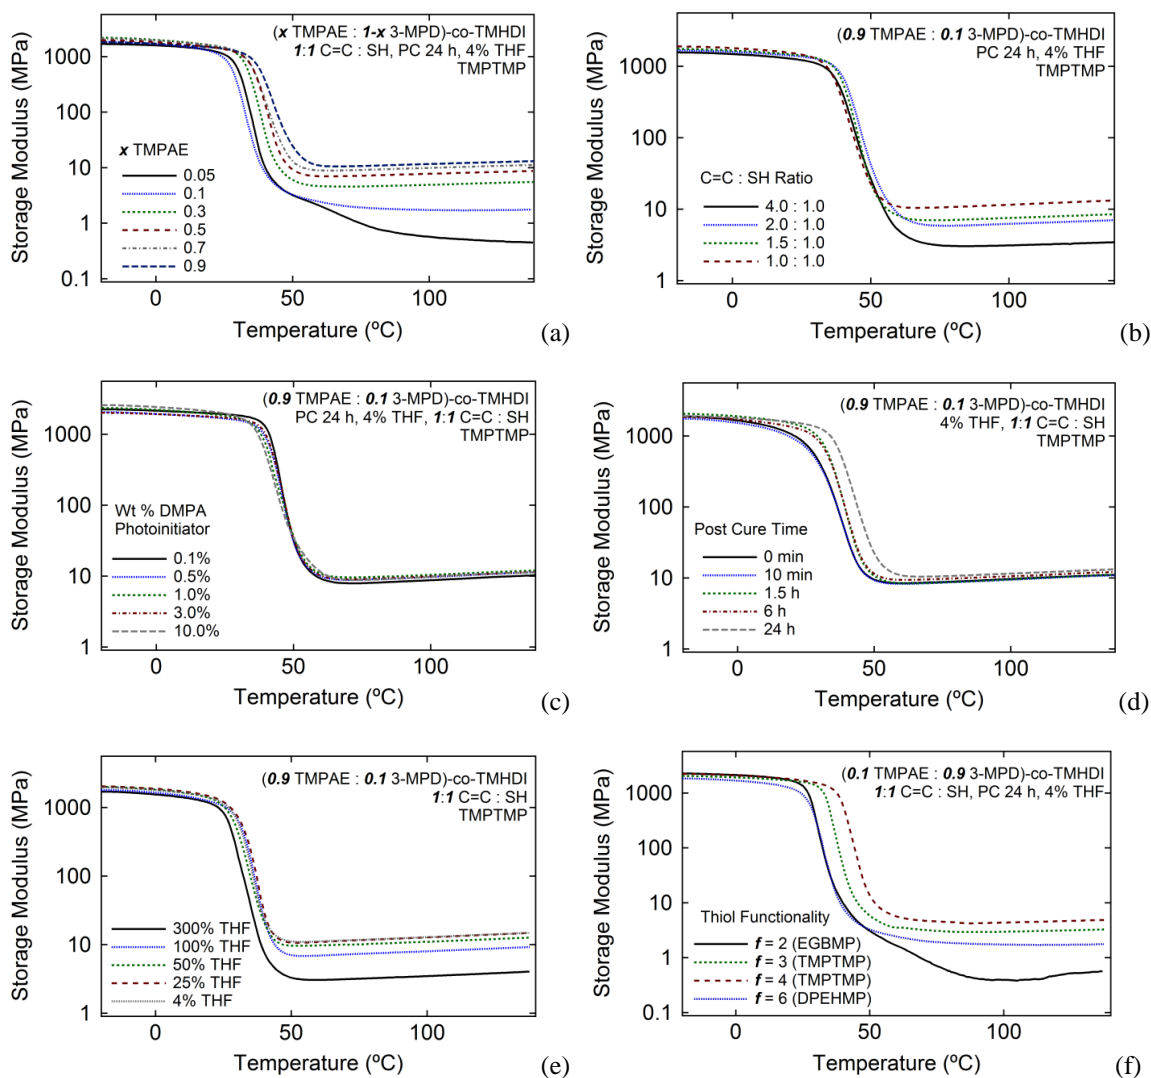 (x TMPAE : 1-x 3-MPD)-co-TMHDI
1:1 C=C : SH, PC 24 h, 4% THF
TMPTMP
Storage Modulus (MPa)
1000
100
10
1
0.1
x TMPAE
0.05
0.1
0.3
0.5
0.7
0.9
0 50 100
Temperature (ºC)
(a)
(0.9 TMPAE : 0.1 3-MPD)-co-TMHDI
PC 24 h, 4% THF
TMPTMP
Storage Modulus (MPa)
1000
100
10
1
C=C : SH Ratio
4.0 : 1.0
2.0 : 1.0
1.5 : 1.0
1.0 : 1.0
0 50 100
Temperature (ºC)
(b)
(0.9 TMPAE : 0.1 3-MPD)-co-TMHDI
PC 24 h, 4% THF, 1:1 C=C : SH
TMPTMP
Storage Modulus (MPa)
1000
100
10
1
Wt % DMPA
Photoinitiator
0.1%
0.5%
1.0%
3.0%
10.0%
0 50 100
Temperature (ºC)
(c)
(0.9 TMPAE : 0.1 3-MPD)-co-TMHDI
4% THF, 1:1 C=C : SH
TMPTMP
Storage Modulus (MPa)
1000
100
10
1
Post Cure Time
0 min
10 min
1.5 h
6 h
24 h
0 50 100
Temperature (ºC)
(d)
(0.9 TMPAE : 0.1 3-MPD)-co-TMHDI
1:1 C=C : SH
TMPTMP
Storage Modulus (MPa)
1000
100
10
1
300% THF
100% THF
50% THF
25% THF
4% THF
0 50 100
Temperature (ºC)
(e)
(0.1 TMPAE : 0.9 3-MPD)-co-TMHDI
1:1 C=C : SH, PC 24 h, 4% THF
Storage Modulus (MPa)
1000
100
10
1
0.1
Thiol Functionality
f = 2 (EGBMP)
f = 3 (TMPTMP)
f = 4 (TMPTMP)
f = 6 (DPEHMP)
0 50 100
Temperature (ºC)
(f)